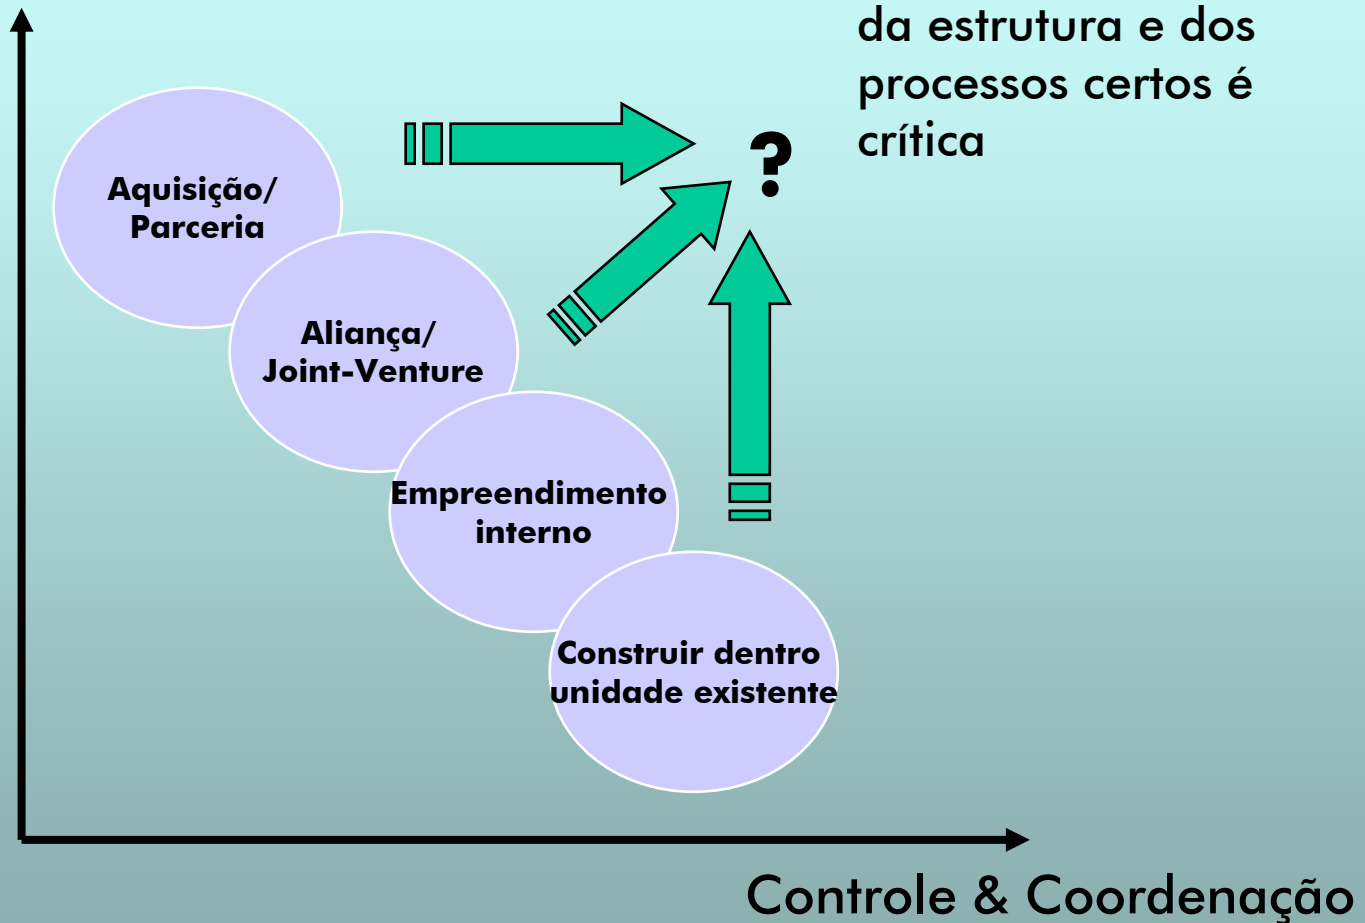 da estrutura e dos
processos certos é
crítica
?
Aquisição/
Parceria
Aliança/
Joint-Venture
Empreendimento
interno
Construir dentro
unidade existente
Controle & Coordenação